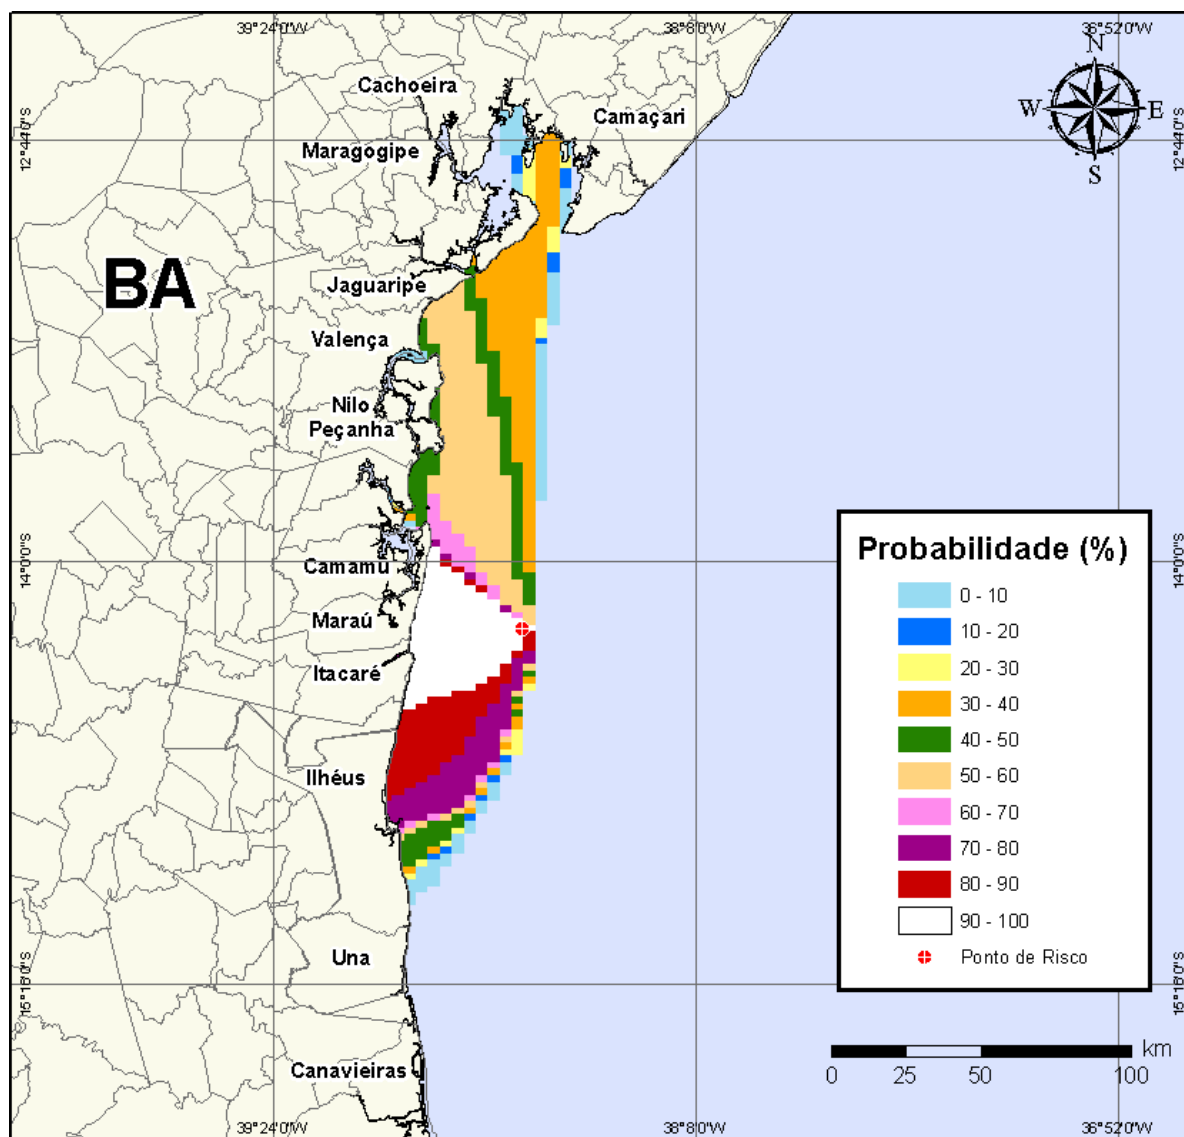 39°24'0"W
38°8'0"W
36°52'0"W
N
W
E
S
Cachoeira
Camaçari
12°44'0"S
12°44'0"S
Maragogipe
BA
Jaguaripe
Valença
Nilo
Peçanha
14°0'0"S
14°0'0"S
Camamú
Maraú
Itacaré
Ilhéus
Una
15°16'0"S
15°16'0"S
Canavieiras
Probabilidade (%)
0 - 10
10 - 20
20 - 30
30 - 40
40 - 50
50 - 60
60 - 70
70 - 80
80 - 90
90 - 100
Ponto de Risco
km
0 25 50 100
39°24'0"W
38°8'0"W
36°52'0"W